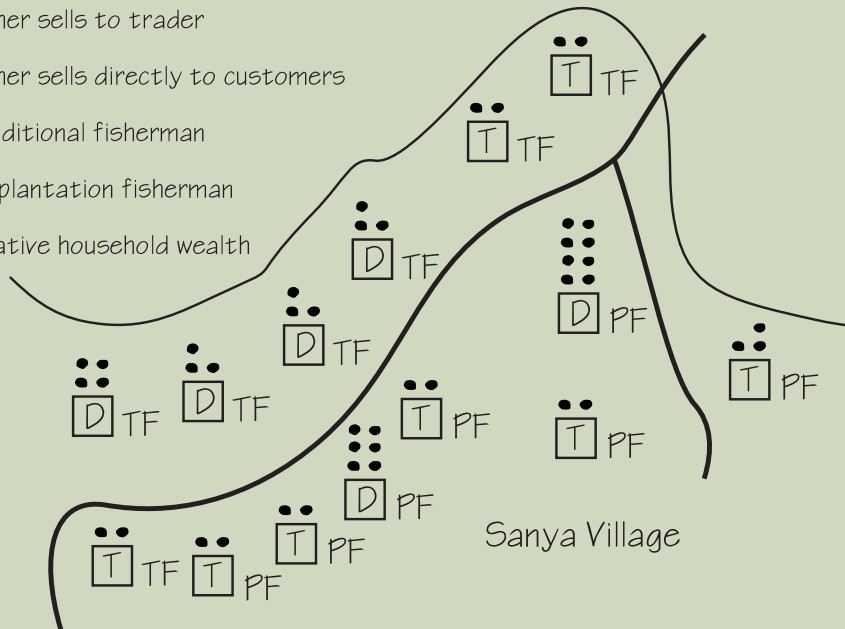 ner sells to trader
ner sells directly to customers
ditional fisherman
plantation fisherman
ative household wealth
T TF
T TF
D TF
D PF
D TF
T PF
D TF
D TF
T PF
T PF
D PF
Sanya Village
T PF
T TF
T PF